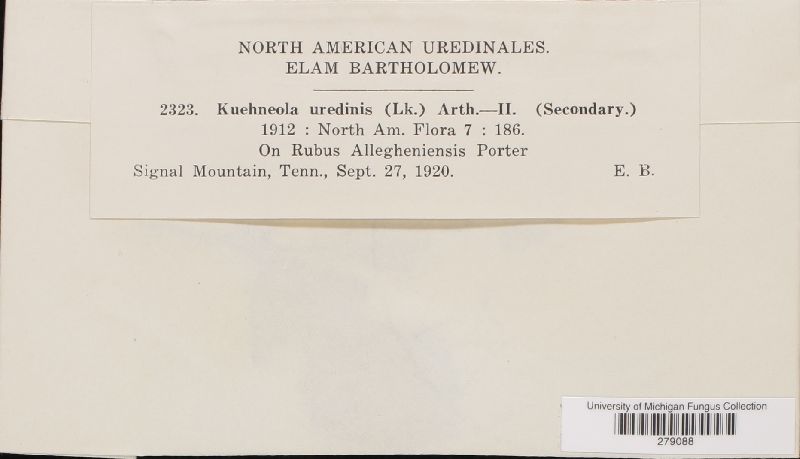 NORTH AMERICAN UREDINALES.
ELAM BARTHOLOMEW.
2323. Kuehneola uredinis (Lk.) Arth.—II. (Secondary.)
1912 : North Am. Flora 7 : 186.
On Rubus Allegheniensis Porter
Signal Mountain, Tenn., Sept. 27, 1920. E. B.
University of Michigan Fungus Collection
279088